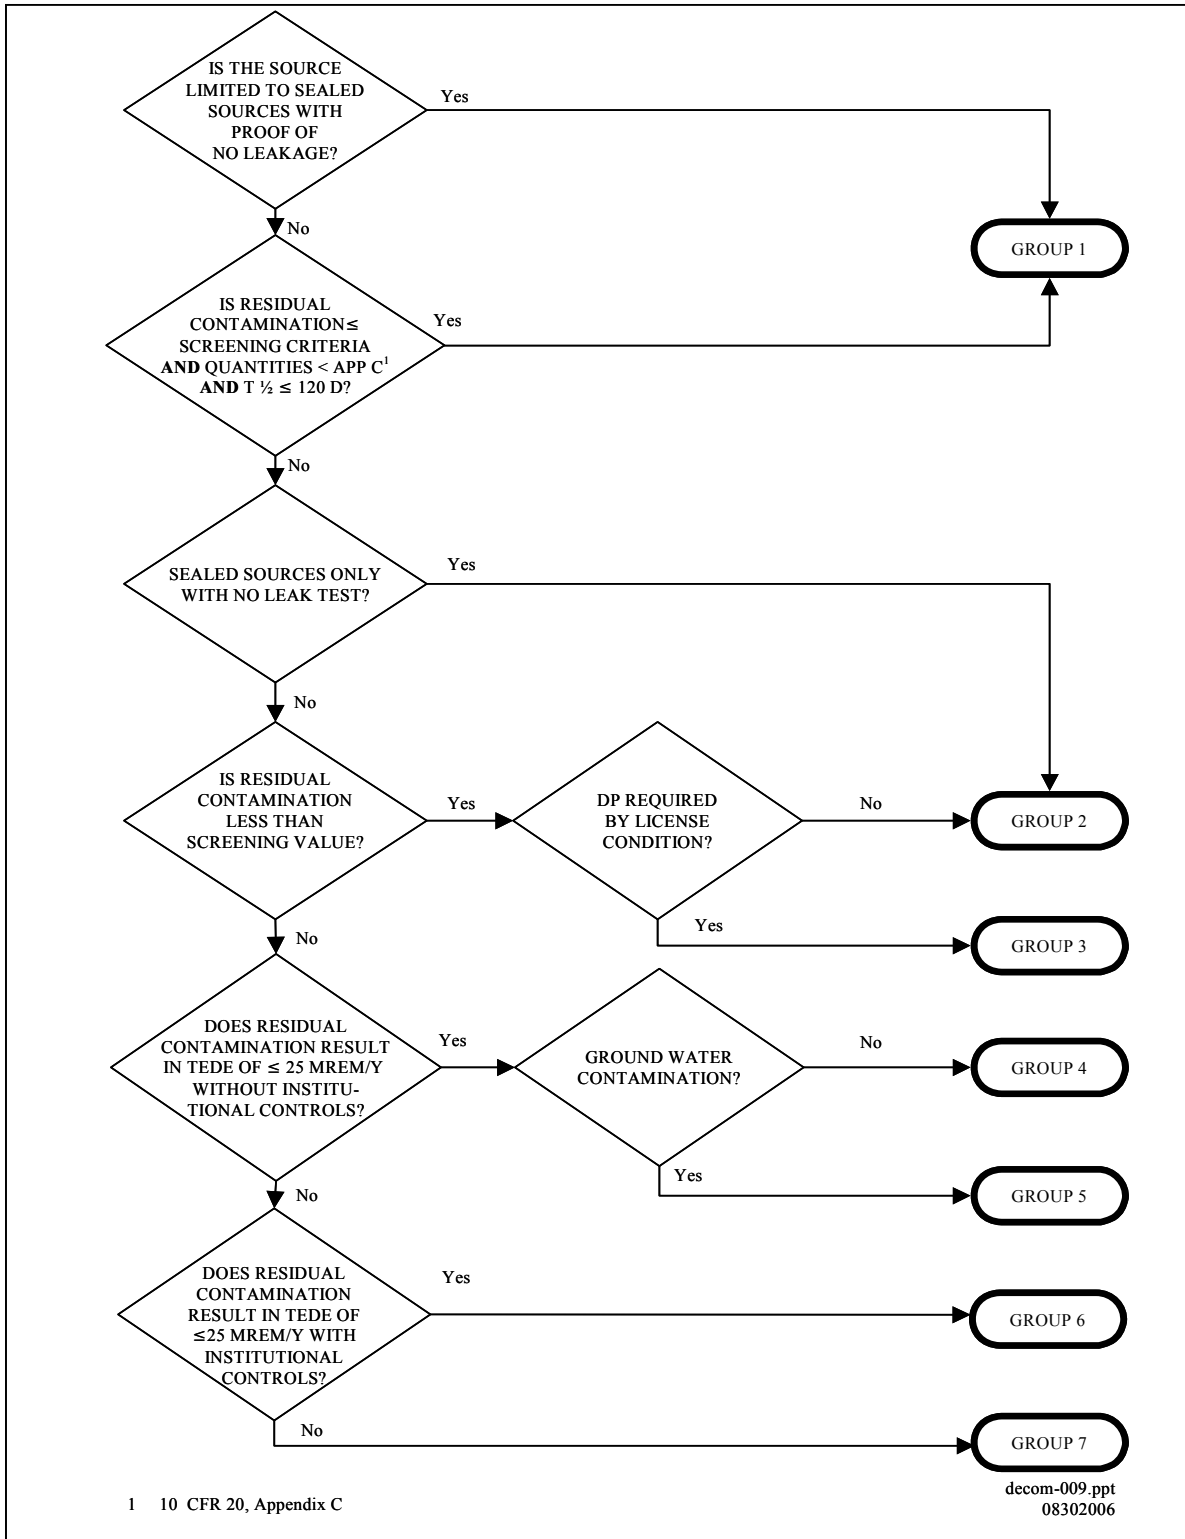 IS THE SOURCE
LIMITED TO SEALED
SOURCES WITH
PROOF OF
NO LEAKAGE?
Yes
No
GROUP 1
IS RESIDUAL
CONTAMINATION≤
SCREENING CRITERIA
AND QUANTITIES < APP C¹
AND T ½ ≤ 120 D?
Yes
No
SEALED SOURCES ONLY
WITH NO LEAK TEST?
Yes
No
IS RESIDUAL
CONTAMINATION
LESS THAN
SCREENING VALUE?
Yes
DP REQUIRED
BY LICENSE
CONDITION?
No
GROUP 2
Yes
GROUP 3
No
DOES RESIDUAL
CONTAMINATION RESULT
IN TEDE OF ≤ 25 MREM/Y
WITHOUT INSTITU-
TIONAL CONTROLS?
Yes
GROUND WATER
CONTAMINATION?
No
GROUP 4
Yes
GROUP 5
No
DOES RESIDUAL
CONTAMINATION
RESULT IN TEDE OF
≤25 MREM/Y WITH
INSTITUTIONAL
CONTROLS?
Yes
GROUP 6
No
GROUP 7
1 10 CFR 20, Appendix C
decom-009.ppt
08302006